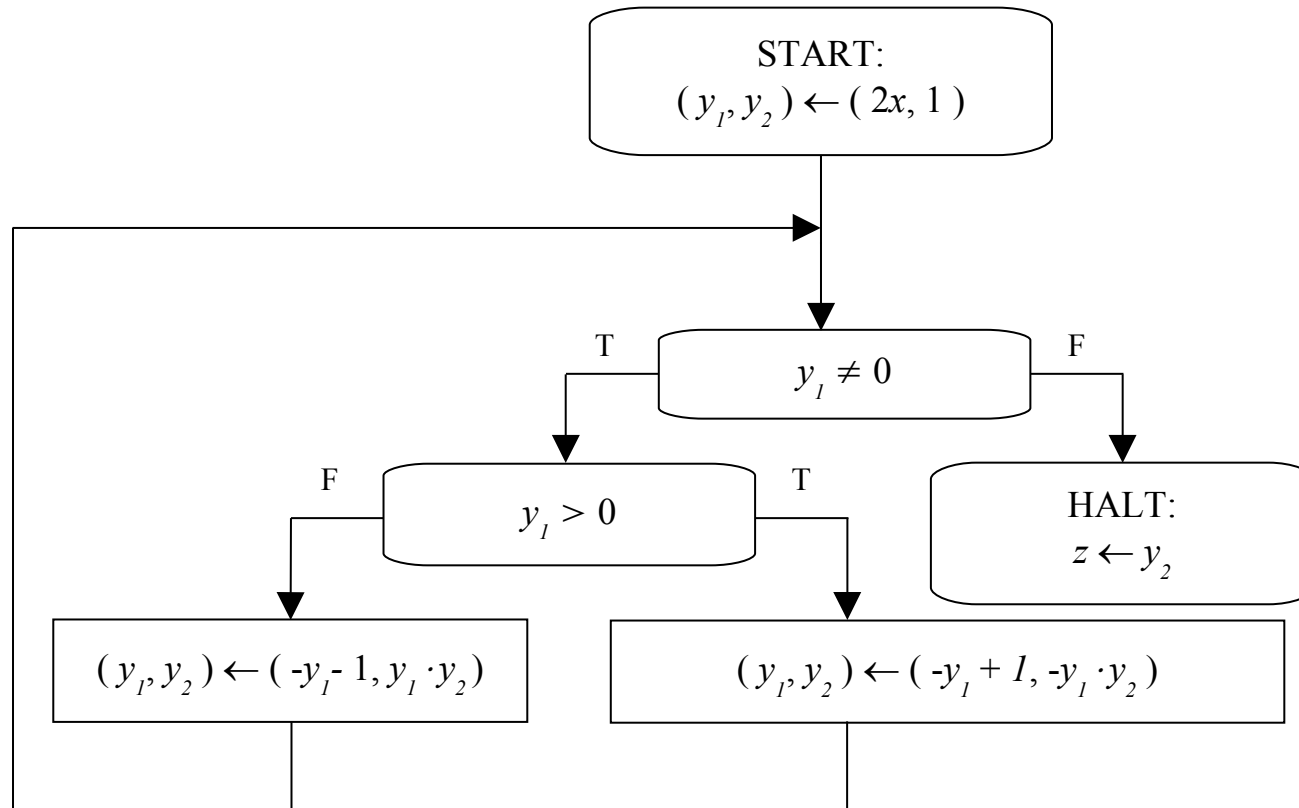 START:
( y₁, y₂ ) ← ( 2x, 1 )
T
F
y₁ ≠ 0
F
T
y₁ > 0
HALT:
z ← y₂
( y₁, y₂ ) ← ( -y₁ - 1, y₁ · y₂)
( y₁, y₂ ) ← ( -y₁ + 1, -y₁ · y₂ )